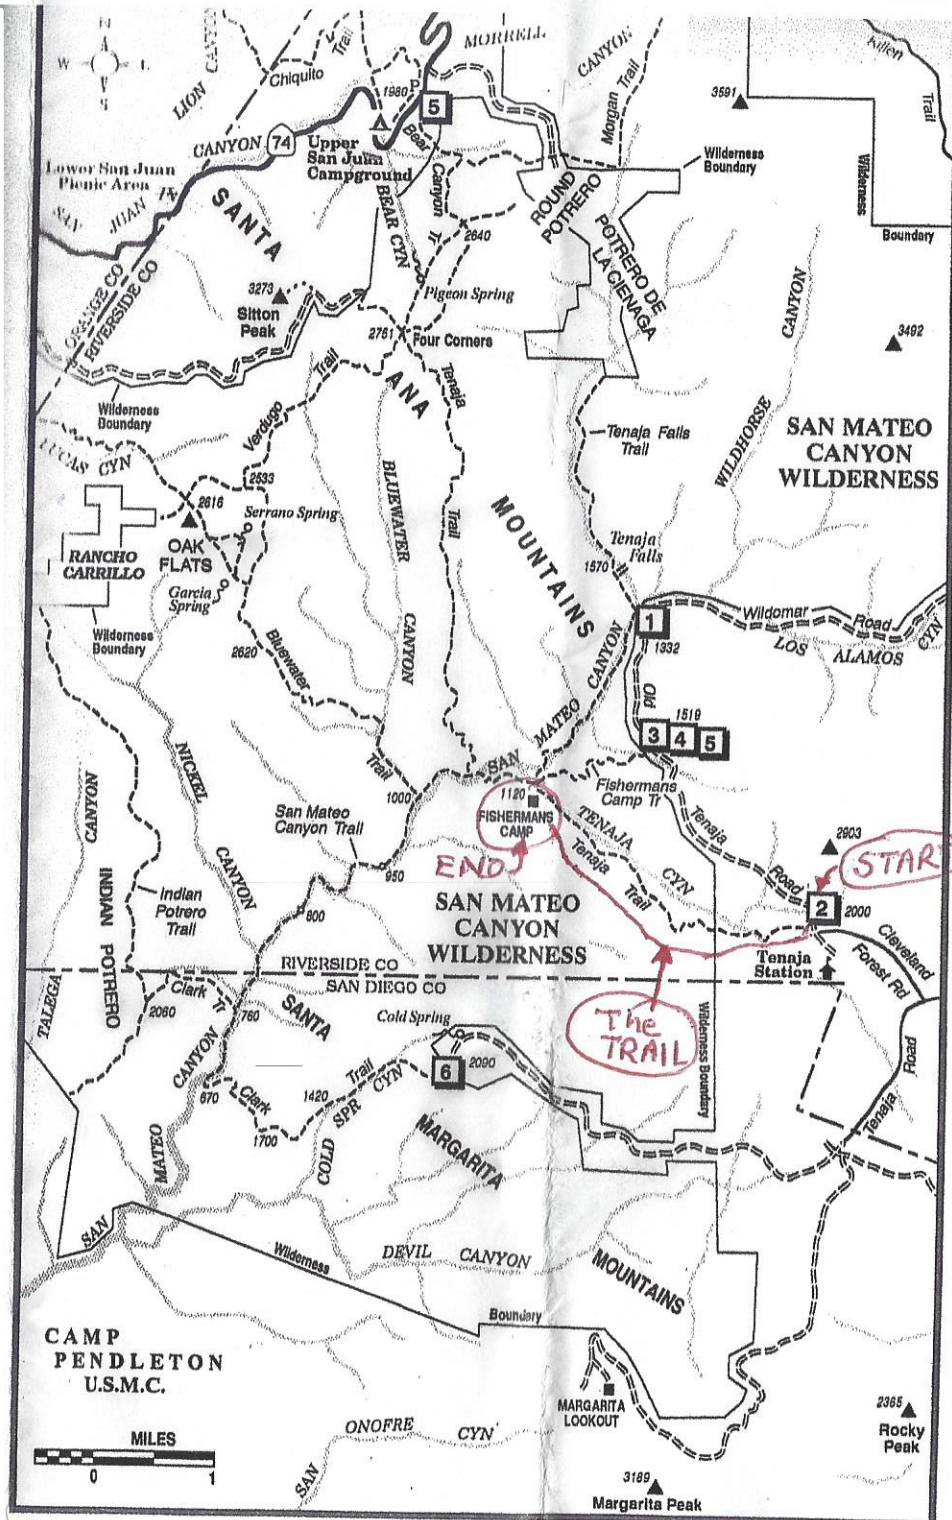 N
W
S
LION CANYON
Chiquito
Trail
MORRELL
CANYON
1980
P
5
Morgan Trail
3591
Killen
Trail
CANYON
74
Upper
San Juan
Campground
Bear
Canyon
Tr
Wilderness
Boundary
Wilderness
Boundary
Lower San Juan
Picnic Area
SAN JUAN
SANTA
BEAR CYN
ROUND
POTRERO
2640
POTRERO DE
LA CIENAGA
ORANGE CO
RIVERSIDE CO
3273
Sitton
Peak
Pigeon Spring
2751
Four Corners
WILDHORSE CANYON
3492
Wilderness
Boundary
Verdugo
Trail
ANA
Tenaja
Trail
Tenaja Falls
Trail
SAN MATEO
CANYON
WILDERNESS
LUCAS CYN
2533
2616
Serrano Spring
BLUEWATER
CANYON
MOUNTAINS
RANCHO
CARRILLO
OAK
FLATS
Garcia
Spring
Tenaja
Falls
1570
Wilderness
Boundary
2620
Bluewater
Trail
1
1332
Wildomar
Road
LOS ALAMOS CYN
Old
SAN MATEO CANYON
1519
3 4 5
NICKEL
CANYON
1000
San Mateo
Canyon Trail
1120
FISHERMANS
CAMP
Fishermans
Camp Tr
TENAJA
CYN
Tenaja
Trail
Tenaja
Road
2903
START
END
CANYON
INDIAN POTRERO
Indian
Potrero
Trail
950
800
SAN MATEO
CANYON
WILDERNESS
2
2000
Cleveland
Forest Rd
Tenaja
Station
RIVERSIDE CO
SAN DIEGO CO
TALEGA
Clark
Tr
2060
760
SANTA
Cold Spring
The
TRAIL
Wilderness Boundary
6
2090
CANYON
670
Clark
1420
Trail
1700
COLD
SPR
CYN
Tenaja
Road
MARGARITA
MATEO
SAN
DEVIL CANYON
Wilderness
Boundary
MOUNTAINS
CAMP
PENDLETON
U.S.M.C.
MARGARITA
LOOKOUT
2365
Rocky
Peak
SAN ONOFRE CYN
MILES
0 1
3189
Margarita Peak